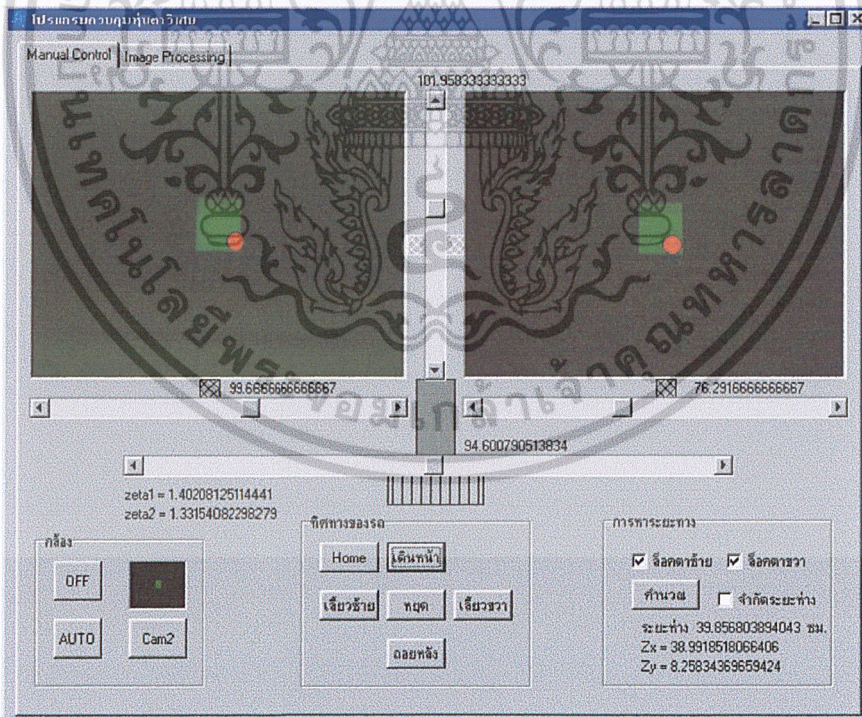 โปรแกรมควบคุมหุ่นตาวิเศษ
Manual Control
Image Processing
101.958333333333
99.6666666666667
76.2916666666667
94.600790513834
zeta1 = 1.40208125114441
zeta2 = 1.33154082298279
กล้อง
OFF
AUTO
Cam2
ทิศทางของรถ
Home
เดินหน้า
เลี้ยวซ้าย
หยุด
เลี้ยวขวา
ถอยหลัง
การหาระยะทาง
ล็อคตาซ้าย
ล็อคตาขวา
คำนวณ
จำกัดระยะห่าง
ระยะห่าง 39.856803894043 ซม.
Zx = 38.9918518066406
Zy = 8.25834369659424